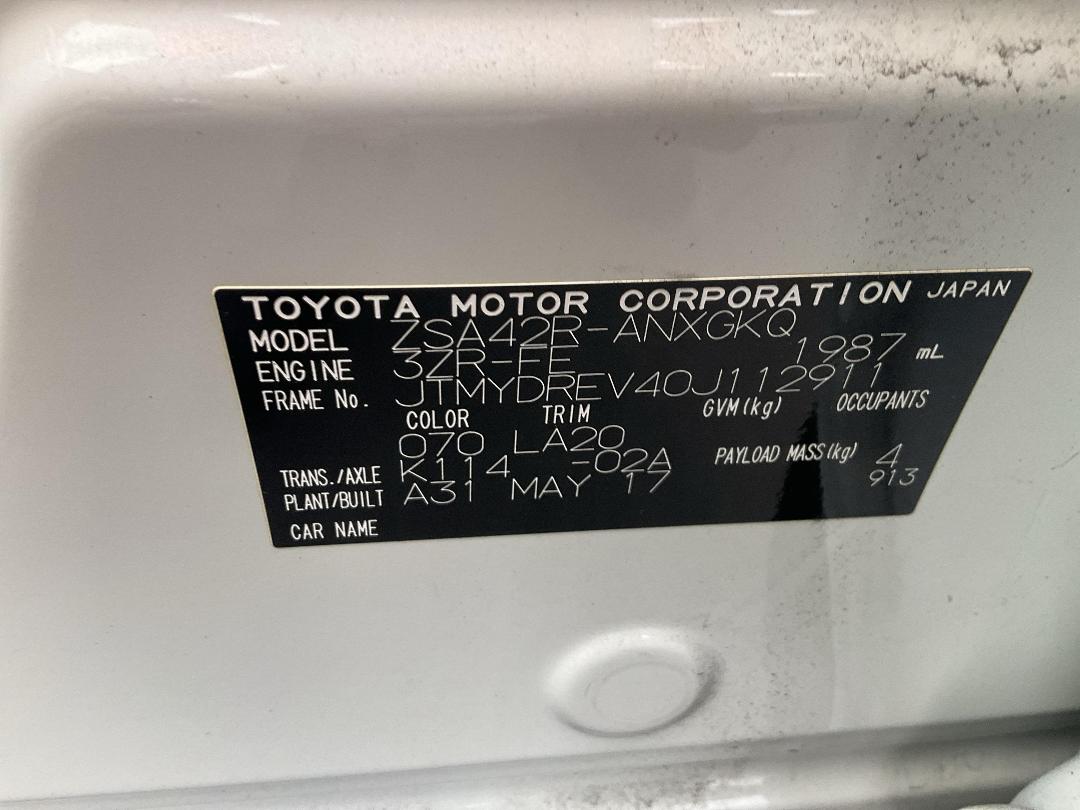 TOYOTA MOTOR CORPORATION JAPAN
MODEL ZSA42R-ANXGKQ
ENGINE 3ZR-FE 1987 mL
FRAME No. JTMYDREV40J112911
COLOR TRIM GVM(kg) OCCUPANTS
070 LA20
TRANS./AXLE K114 -02A PAYLOAD MASS(kg) 4
PLANT/BUILT A31 MAY 17 913
CAR NAME